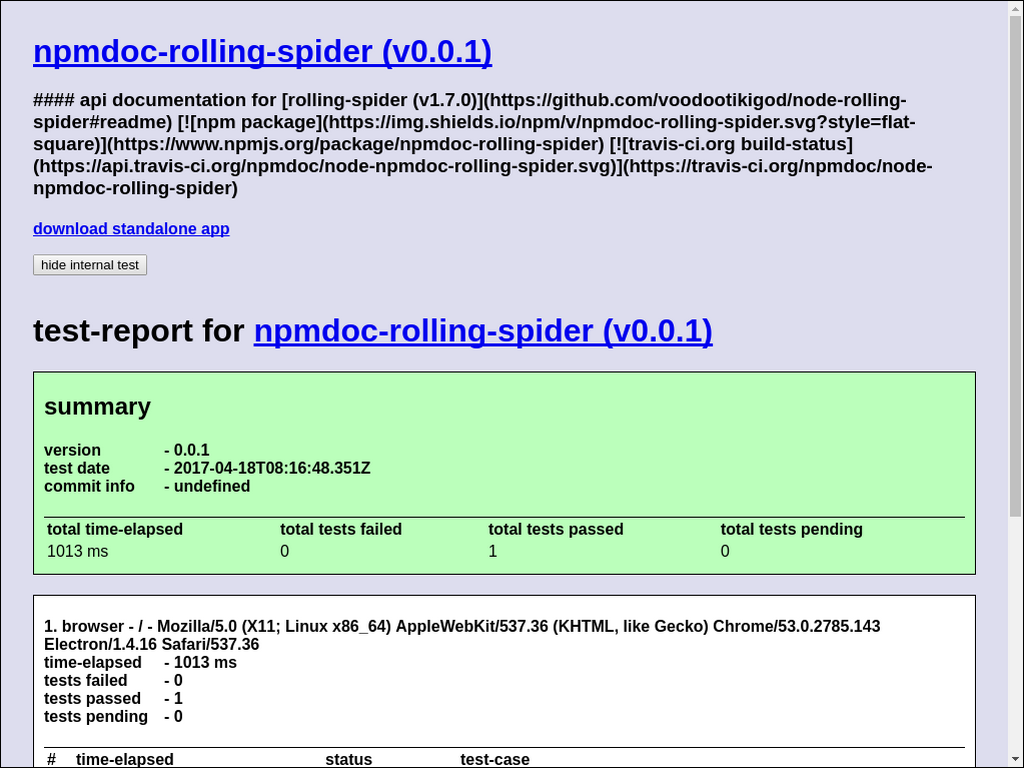 npmdoc-rolling-spider (v0.0.1)
#### api documentation for [rolling-spider (v1.7.0)](https://github.com/voodootikigod/node-rolling-
spider#readme) [![npm package](https://img.shields.io/npm/v/npmdoc-rolling-spider.svg?style=flat-
square)](https://www.npmjs.org/package/npmdoc-rolling-spider) [![travis-ci.org build-status]
(https://api.travis-ci.org/npmdoc/node-npmdoc-rolling-spider.svg)](https://travis-ci.org/npmdoc/node-
npmdoc-rolling-spider)
download standalone app
hide internal test
test-report for npmdoc-rolling-spider (v0.0.1)
summary
version - 0.0.1
test date - 2017-04-18T08:16:48.351Z
commit info - undefined
total time-elapsed total tests failed total tests passed total tests pending
1013 ms 0 1 0
1. browser - / - Mozilla/5.0 (X11; Linux x86_64) AppleWebKit/537.36 (KHTML, like Gecko) Chrome/53.0.2785.143
Electron/1.4.16 Safari/537.36
time-elapsed - 1013 ms
tests failed - 0
tests passed - 1
tests pending - 0
# time-elapsed status test-case